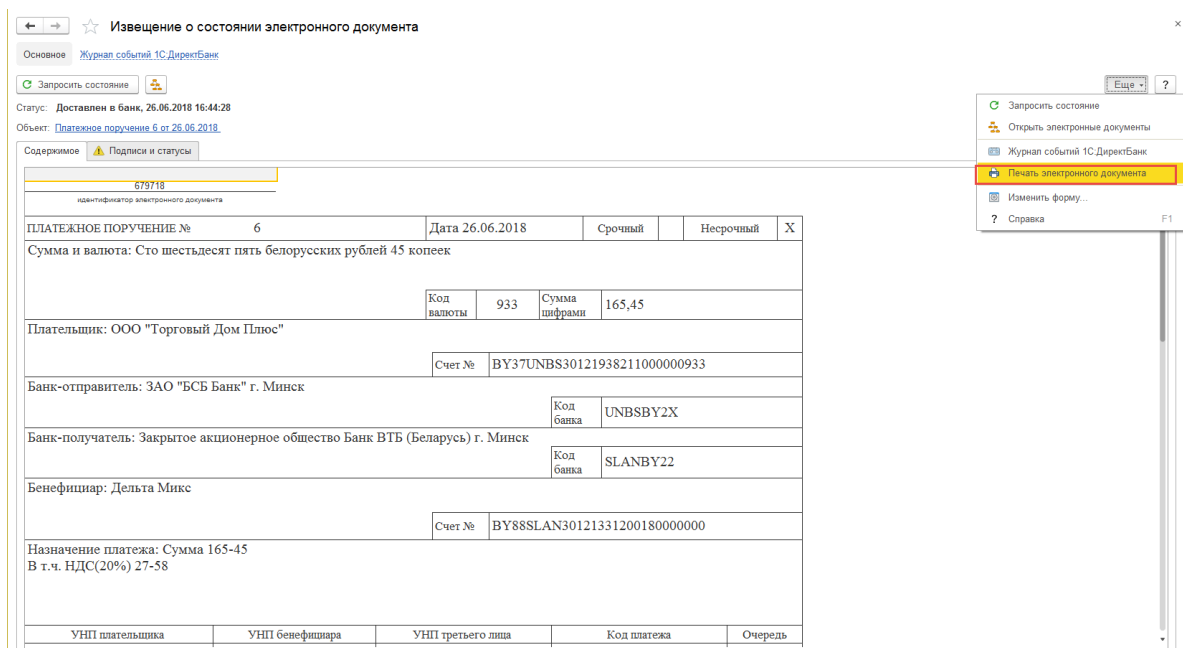 Извещение о состоянии электронного документа
Основное Журнал событий 1С:ДиректБанк
Запросить состояние Еще ?
Статус: Доставлен в банк, 26.06.2018 16:44:28
Объект: Платежное поручение 6 от 26.06.2018
Содержимое Подписи и статусы
Запросить состояние
Открыть электронные документы
Журнал событий 1С:ДиректБанк
Печать электронного документа
Изменить форму...
? Справка F1
679718
идентификатор электронного документа
ПЛАТЕЖНОЕ ПОРУЧЕНИЕ № 6 Дата 26.06.2018 Срочный Несрочный X
Сумма и валюта: Сто шестьдесят пять белорусских рублей 45 копеек
Код валюты 933 Сумма цифрами 165,45
Плательщик: ООО "Торговый Дом Плюс"
Счет № BY37UNBS30121938211000000933
Банк-отправитель: ЗАО "БСБ Банк" г. Минск
Код банка UNBSBY2X
Банк-получатель: Закрытое акционерное общество Банк ВТБ (Беларусь) г. Минск
Код банка SLANBY22
Бенефициар: Дельта Микс
Счет № BY88SLAN30121331200180000000
Назначение платежа: Сумма 165-45
В т.ч. НДС(20%) 27-58
УНП плательщика УНП бенефициара УНП третьего лица Код платежа Очередь